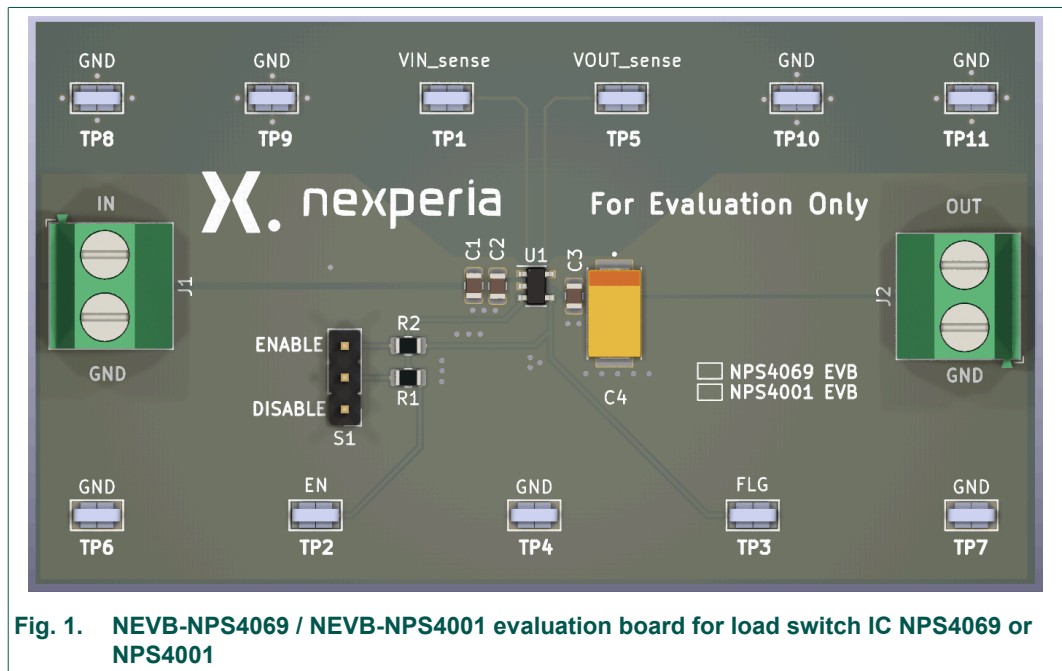 GND GND VIN_sense VOUT_sense GND GND
TP8 TP9 TP1 TP5 TP10 TP11
IN X. nexperia For Evaluation Only OUT
J1 C1 C2 U1 C3 J2
ENABLE R2
GND NPS4069 EVB GND
NPS4001 EVB
DISABLE R1 C4
S1
GND EN GND FLG GND
TP6 TP2 TP4 TP3 TP7
Fig. 1. NEVB-NPS4069 / NEVB-NPS4001 evaluation board for load switch IC NPS4069 or
NPS4001